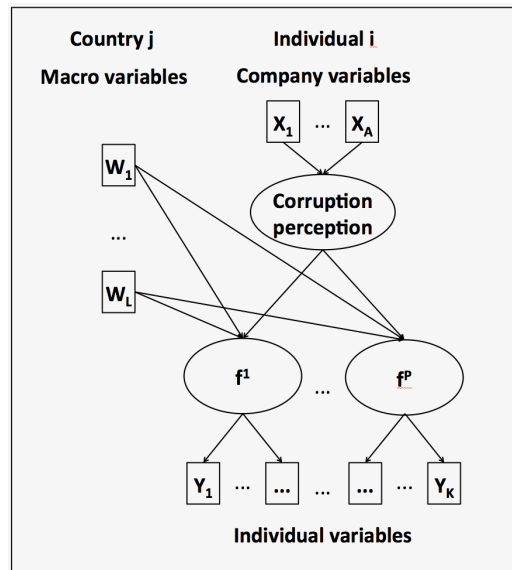 Country j Individual i
Macro variables Company variables
X1 ... XA
W1
Corruption
perception
...
WL
f1 ... fP
Y1 ... ... ... ... ... YK
Individual variables